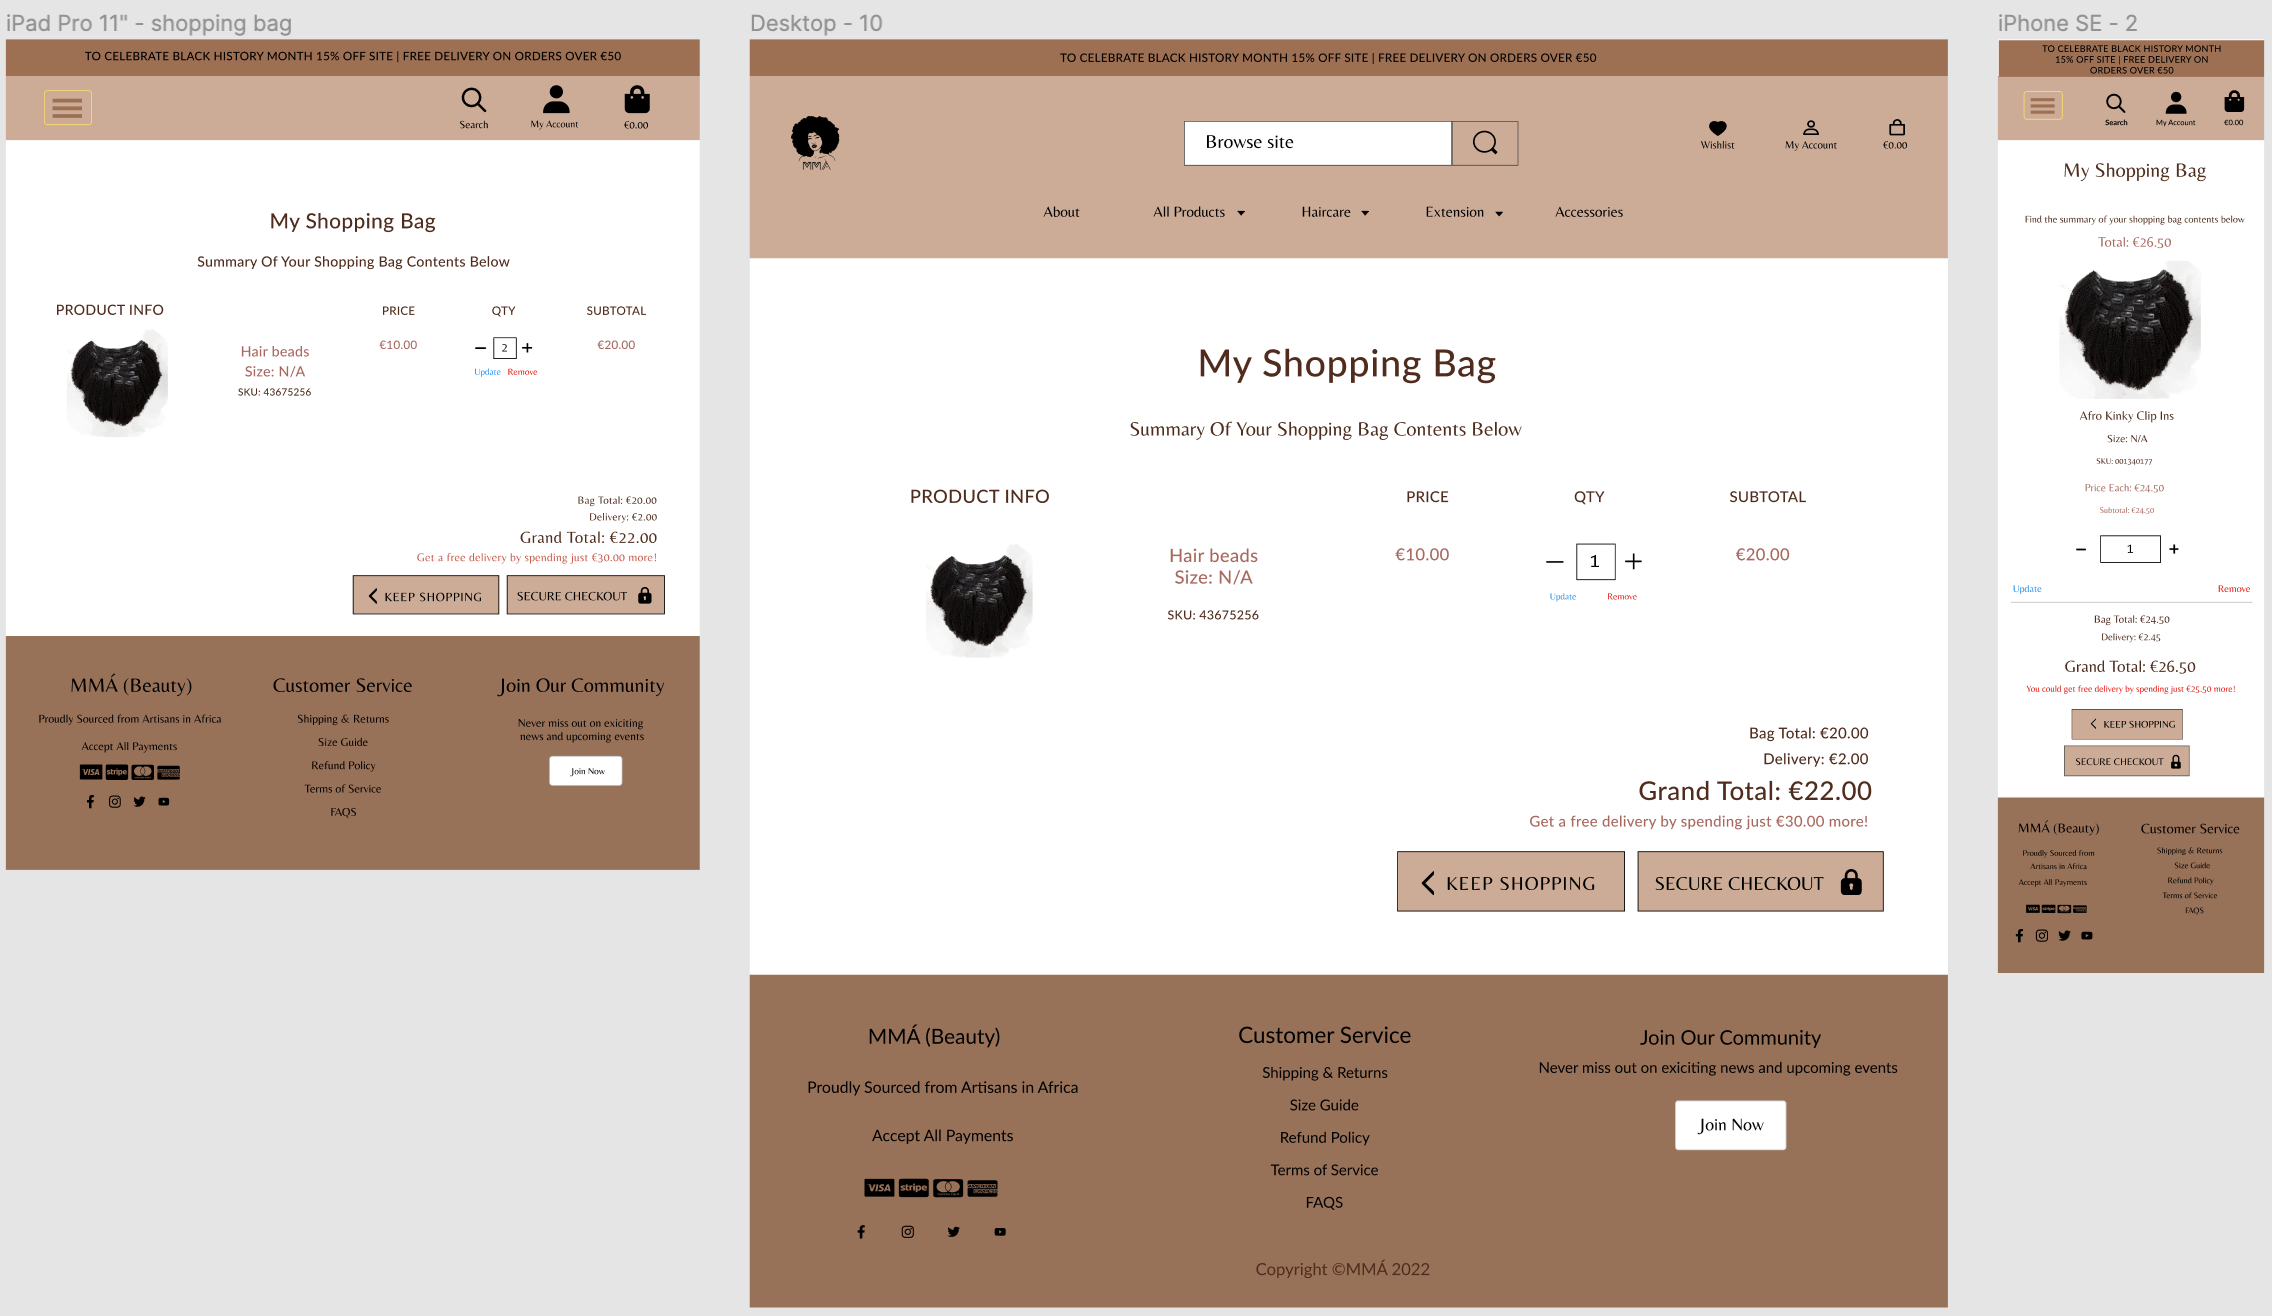 iPad Pro 11" - shopping bag
TO CELEBRATE BLACK HISTORY MONTH 15% OFF SITE | FREE DELIVERY ON ORDERS OVER €50
Search
My Account
€0.00
My Shopping Bag
Summary Of Your Shopping Bag Contents Below
PRODUCT INFO
PRICE
QTY
SUBTOTAL
Hair beads
Size: N/A
SKU: 43675256
€10.00
2
Update
Remove
€20.00
Bag Total: €20.00
Delivery: €2.00
Grand Total: €22.00
Get a free delivery by spending just €30.00 more!
KEEP SHOPPING
SECURE CHECKOUT
MMÁ (Beauty)
Proudly Sourced from Artisans in Africa
Accept All Payments
VISA
stripe
Customer Service
Shipping & Returns
Size Guide
Refund Policy
Terms of Service
FAQS
Join Our Community
Never miss out on exiciting
news and upcoming events
Join Now
Desktop - 10
TO CELEBRATE BLACK HISTORY MONTH 15% OFF SITE | FREE DELIVERY ON ORDERS OVER €50
MMÁ
Browse site
Wishlist
My Account
€0.00
About
All Products
Haircare
Extension
Accessories
My Shopping Bag
Summary Of Your Shopping Bag Contents Below
PRODUCT INFO
PRICE
QTY
SUBTOTAL
Hair beads
Size: N/A
SKU: 43675256
€10.00
1
Update
Remove
€20.00
Bag Total: €20.00
Delivery: €2.00
Grand Total: €22.00
Get a free delivery by spending just €30.00 more!
KEEP SHOPPING
SECURE CHECKOUT
MMÁ (Beauty)
Proudly Sourced from Artisans in Africa
Accept All Payments
VISA
stripe
AMERICAN
EXPRESS
Customer Service
Shipping & Returns
Size Guide
Refund Policy
Terms of Service
FAQS
Join Our Community
Never miss out on exiciting news and upcoming events
Join Now
Copyright ©MMÁ 2022
iPhone SE - 2
TO CELEBRATE BLACK HISTORY MONTH
15% OFF SITE | FREE DELIVERY ON
ORDERS OVER €50
Search
My Account
€0.00
My Shopping Bag
Find the summary of your shopping bag contents below
Total: €26.50
Afro Kinky Clip Ins
Size: N/A
SKU: 001340177
Price Each: €24.50
Subtotal: €24.50
1
Update
Remove
Bag Total: €24.50
Delivery: €2.45
Grand Total: €26.50
You could get free delivery by spending just €25.50 more!
KEEP SHOPPING
SECURE CHECKOUT
MMÁ (Beauty)
Proudly Sourced from
Artisans in Africa
Accept All Payments
VISA
stripe
Customer Service
Shipping & Returns
Size Guide
Refund Policy
Terms of Service
FAQS